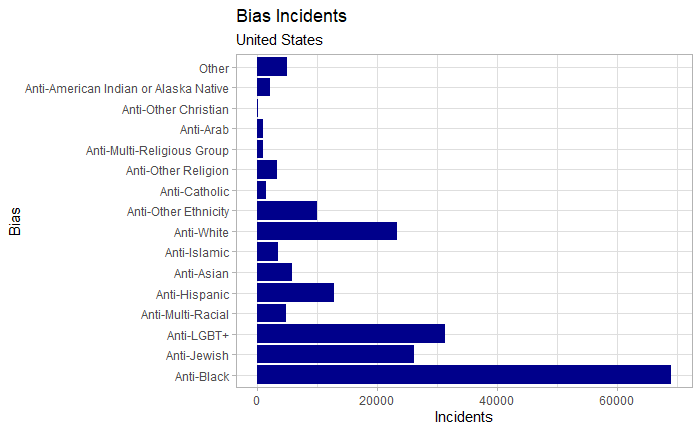 Bias Incidents
United States
Other
Anti-American Indian or Alaska Native
Anti-Other Christian
Anti-Arab
Anti-Multi-Religious Group
Anti-Other Religion
Anti-Catholic
Anti-Other Ethnicity
Anti-White
Anti-Islamic
Anti-Asian
Anti-Hispanic
Anti-Multi-Racial
Anti-LGBT+
Anti-Jewish
Anti-Black
Bias
0 20000 40000 60000
Incidents